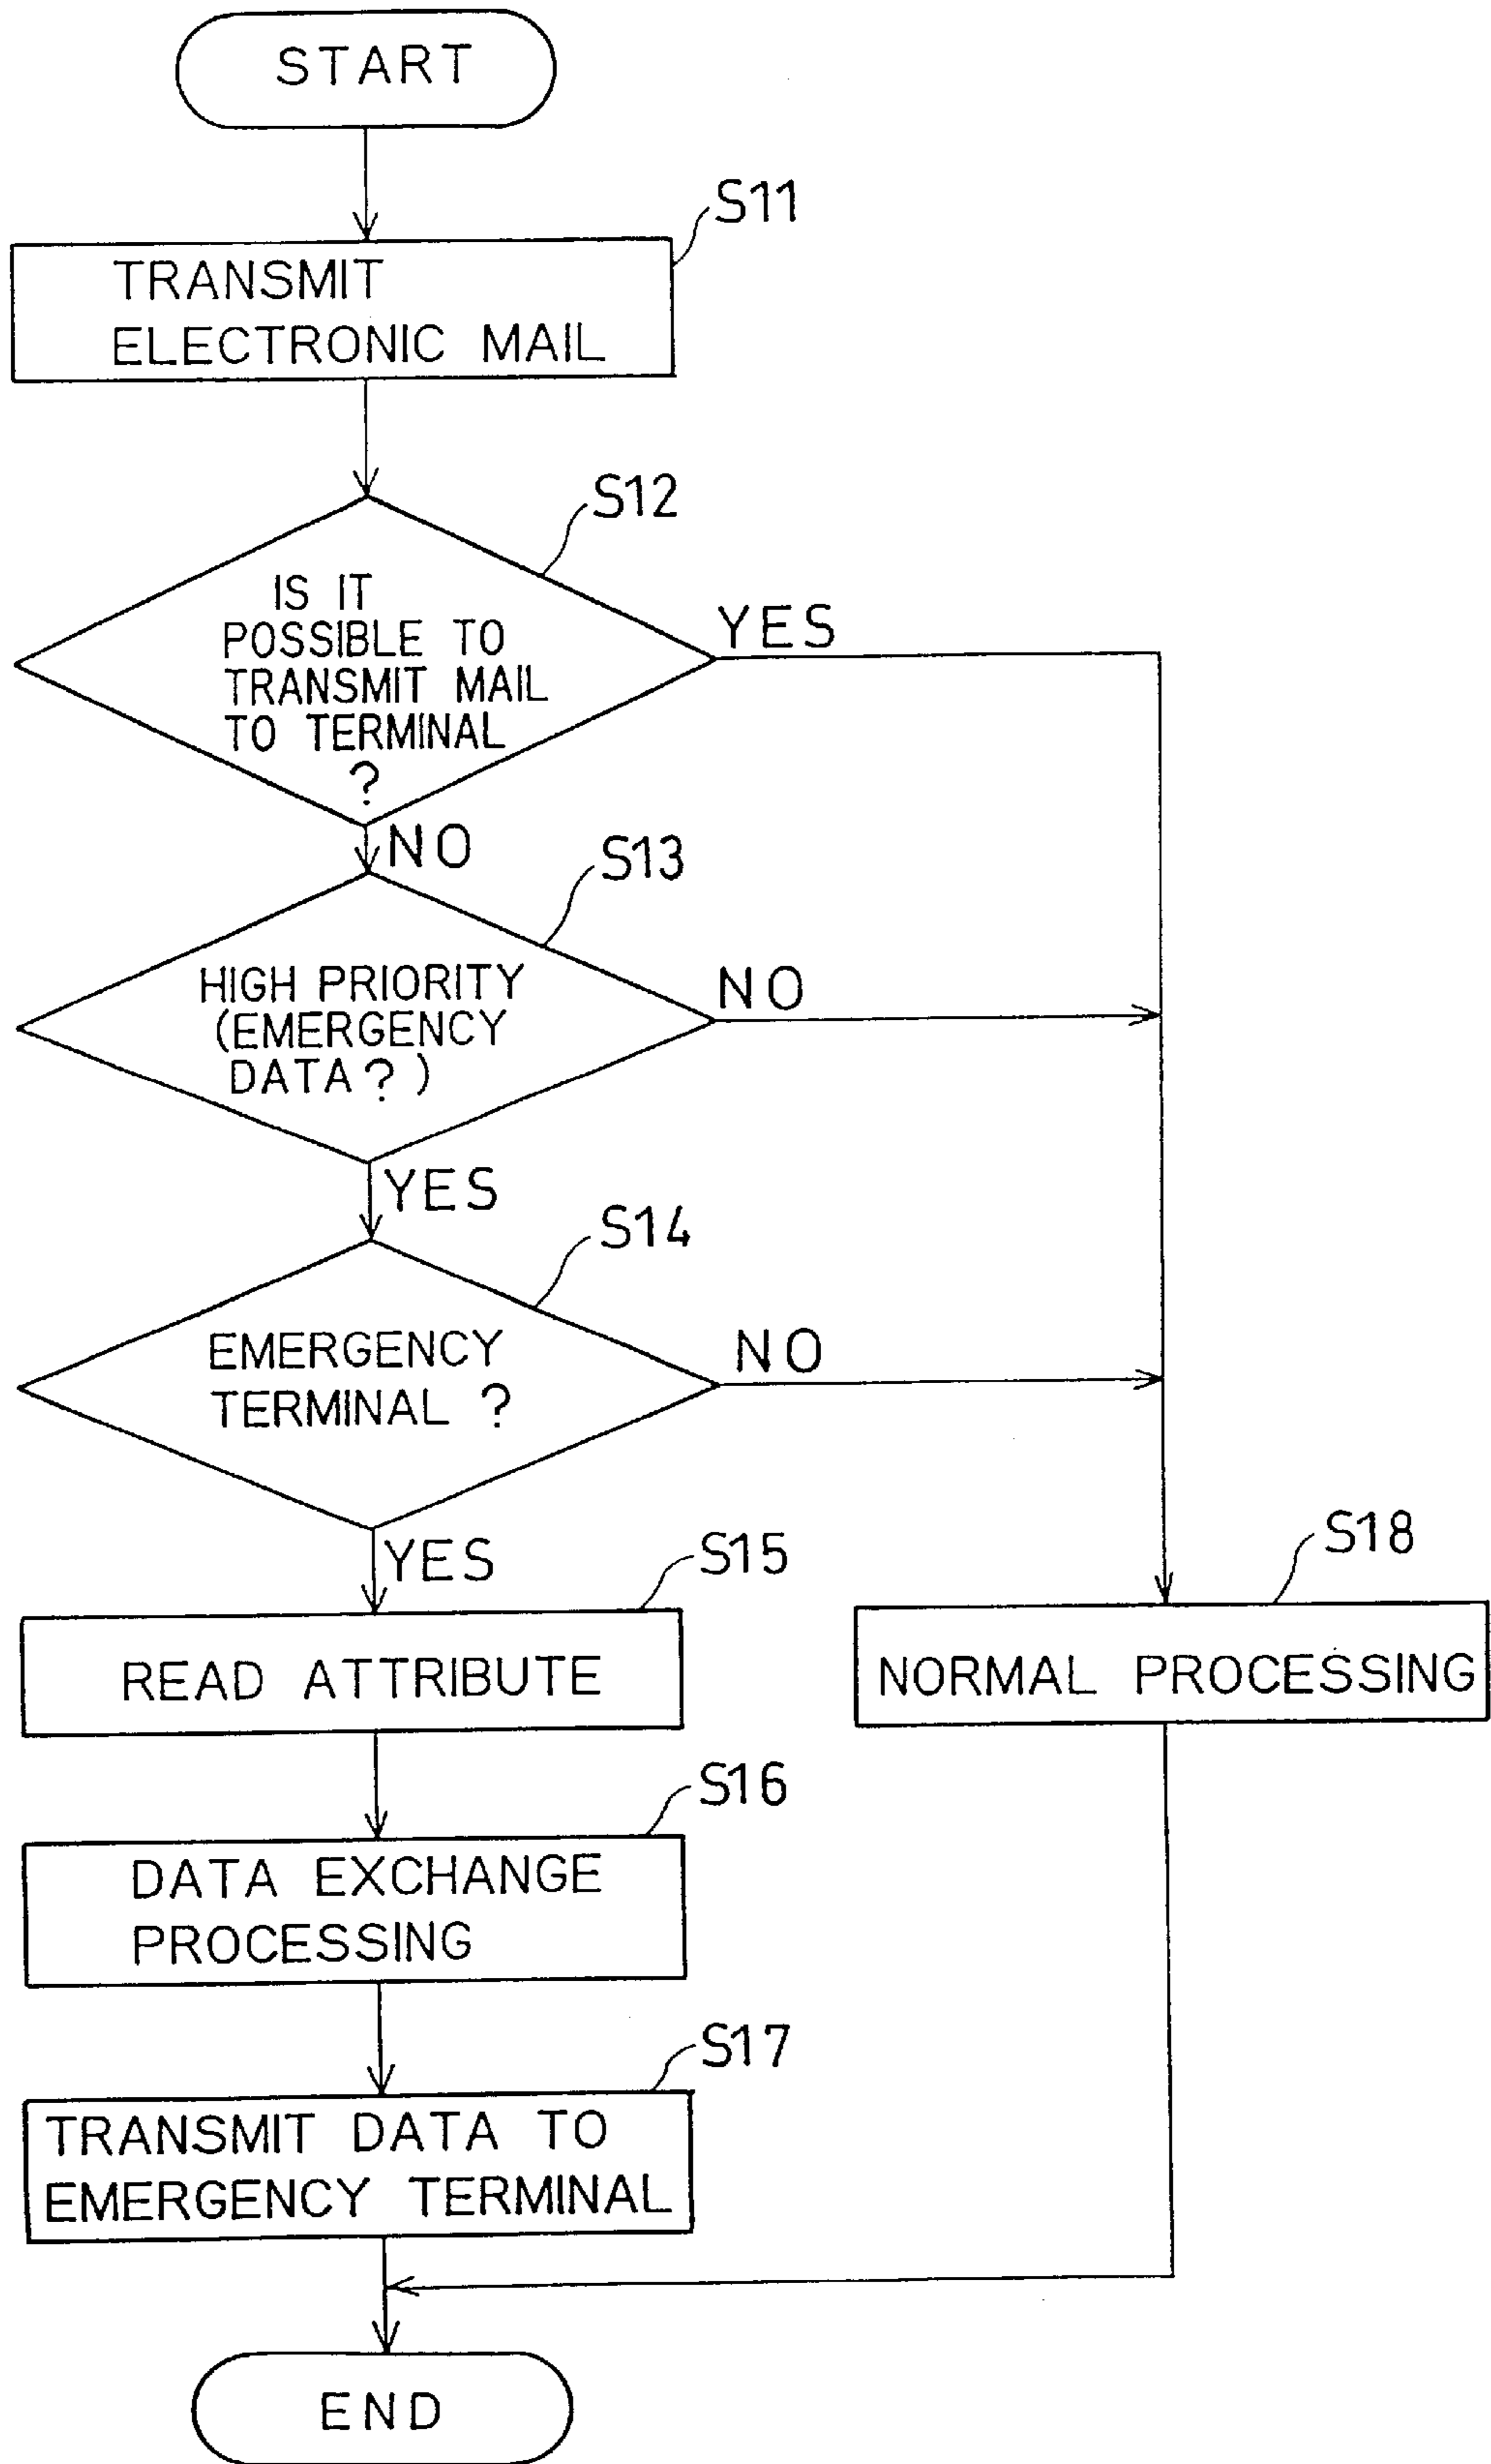 START
S11
TRANSMIT
ELECTRONIC MAIL
S12
IS IT
POSSIBLE TO
TRANSMIT MAIL
TO TERMINAL
?
YES
NO
S13
HIGH PRIORITY
(EMERGENCY
DATA?)
NO
YES
S14
EMERGENCY
TERMINAL ?
NO
YES
S15
READ ATTRIBUTE
S18
NORMAL PROCESSING
S16
DATA EXCHANGE
PROCESSING
S17
TRANSMIT DATA TO
EMERGENCY TERMINAL
END